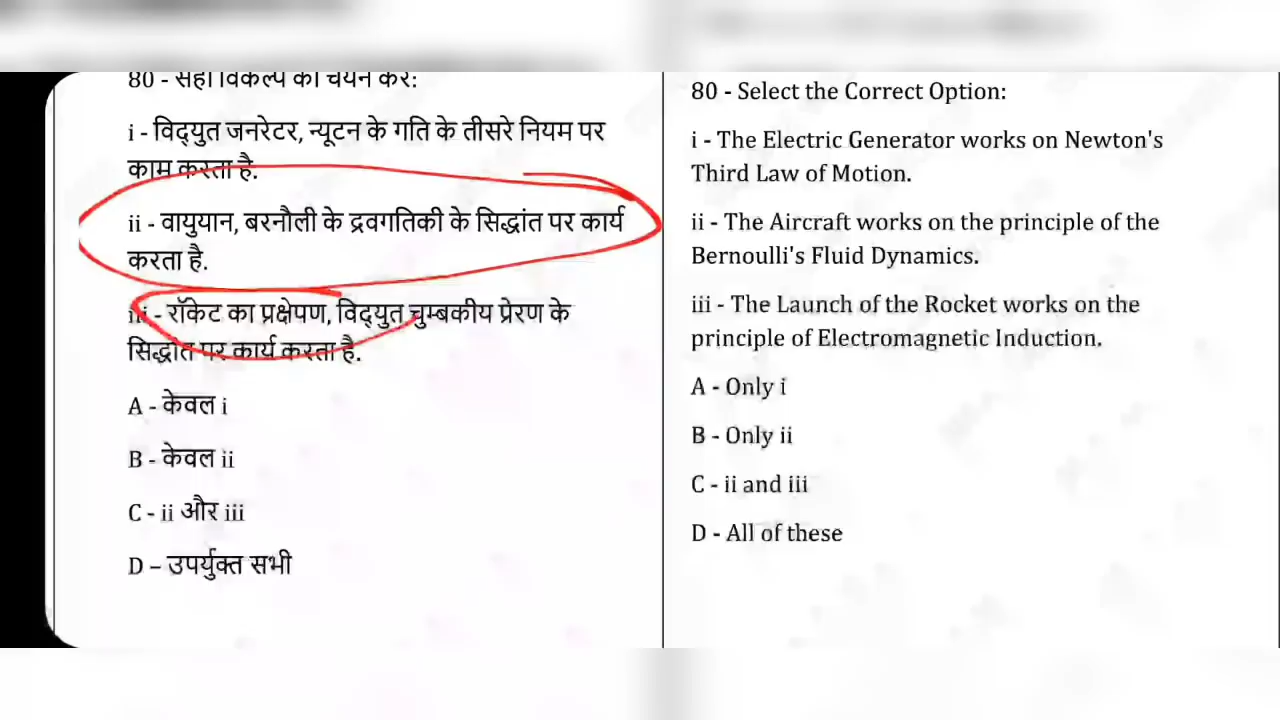 80 - सही विकल्प का चयन करें:
i - विद्युत जनरेटर, न्यूटन के गति के तीसरे नियम पर
काम करता है.
ii - वायुयान, बरनौली के द्रवगतिकी के सिद्धांत पर कार्य
करता है.
iii - रॉकेट का प्रक्षेपण, विद्युत चुम्बकीय प्रेरण के
सिद्धांत पर कार्य करता है.
A - केवल i
B - केवल ii
C - ii और iii
D – उपर्युक्त सभी
80 - Select the Correct Option:
i - The Electric Generator works on Newton's
Third Law of Motion.
ii - The Aircraft works on the principle of the
Bernoulli's Fluid Dynamics.
iii - The Launch of the Rocket works on the
principle of Electromagnetic Induction.
A - Only i
B - Only ii
C - ii and iii
D - All of these